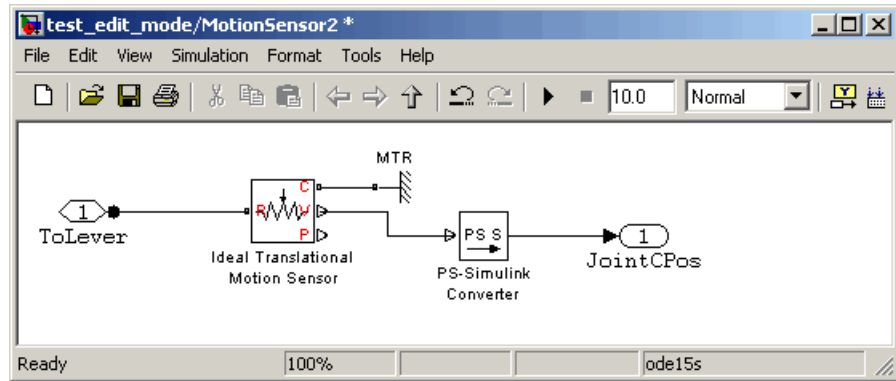 test_edit_mode/MotionSensor2 *
File Edit View Simulation Format Tools Help
10.0 Normal
MTR
C
1 R V
P
ToLever
Ideal Translational
Motion Sensor
PS S
PS-Simulink
Converter
1
JointCPos
Ready 100% ode15s